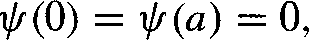 ψ(0) = ψ(a) = 0,